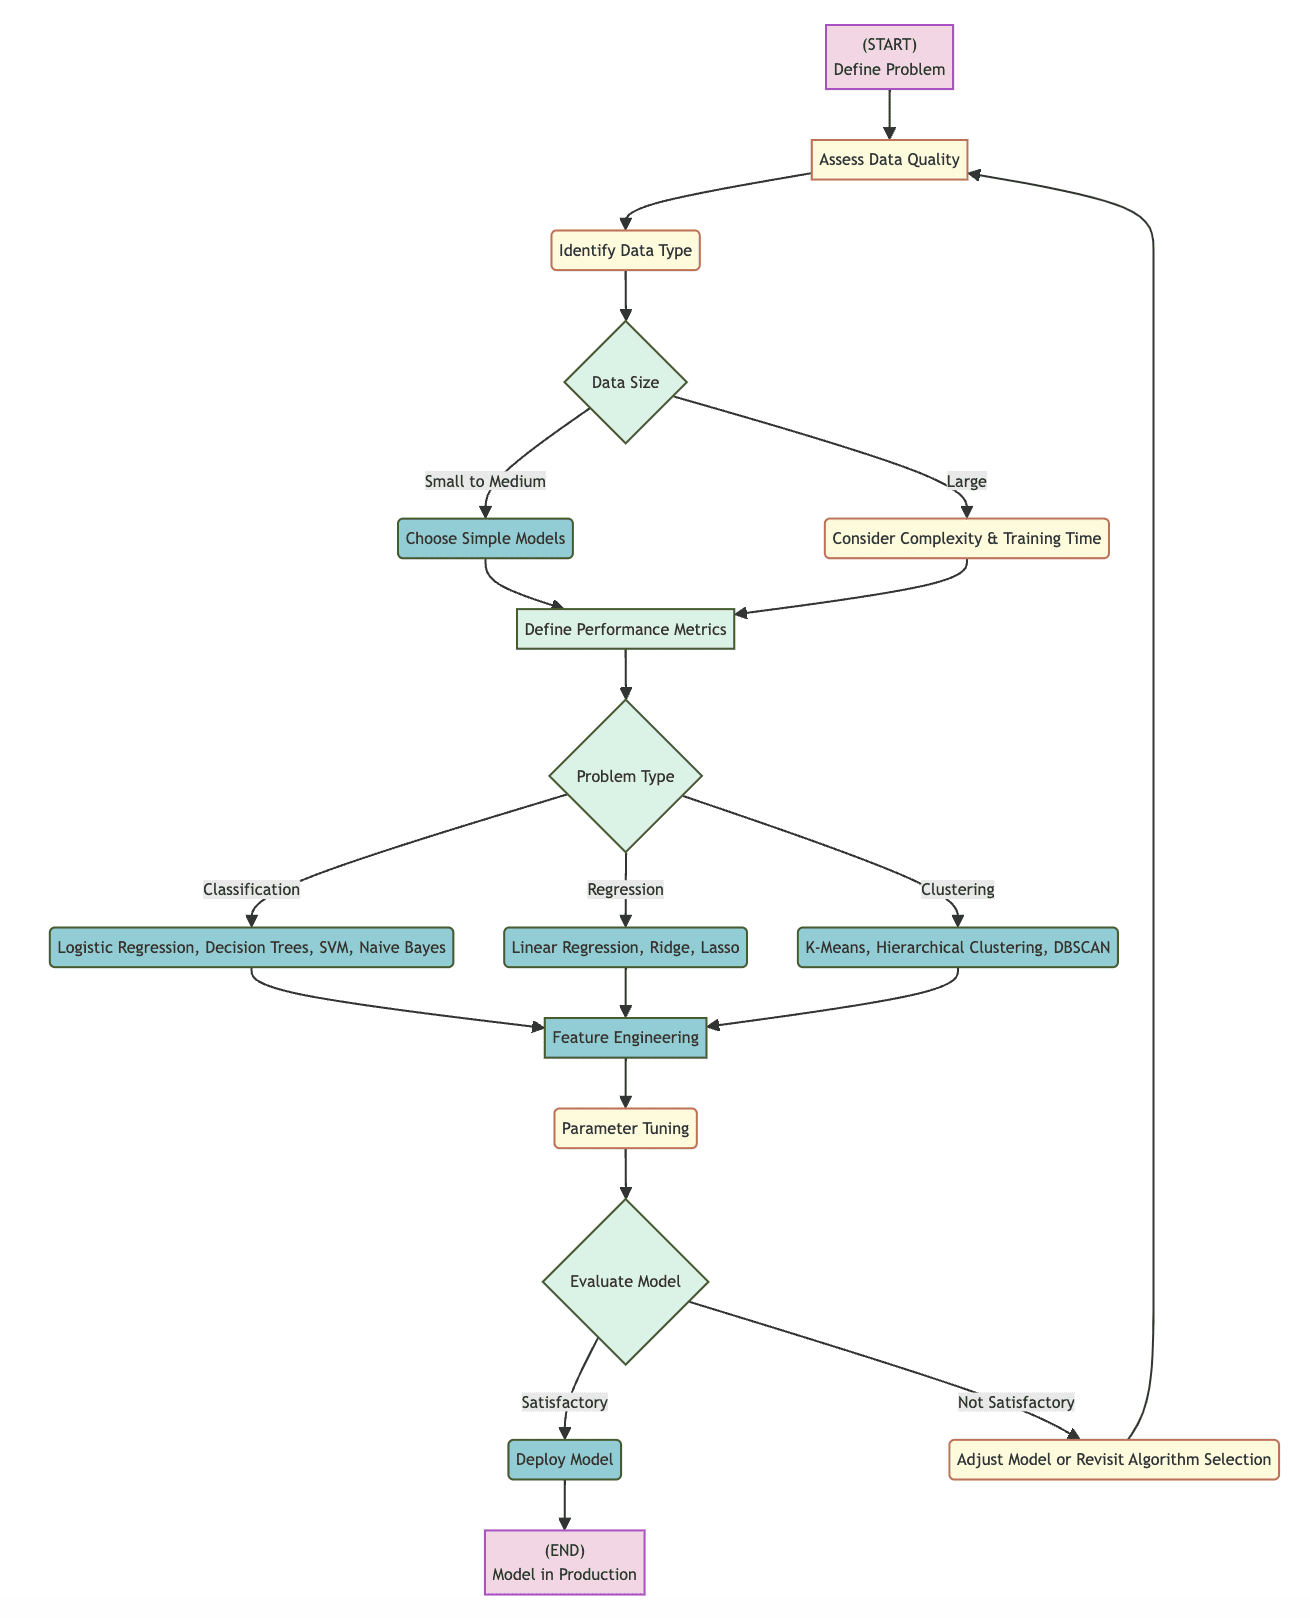 (START)
Define Problem
Assess Data Quality
Identify Data Type
Data Size
Small to Medium
Large
Choose Simple Models
Consider Complexity & Training Time
Define Performance Metrics
Problem Type
Classification
Regression
Clustering
Logistic Regression, Decision Trees, SVM, Naive Bayes
Linear Regression, Ridge, Lasso
K-Means, Hierarchical Clustering, DBSCAN
Feature Engineering
Parameter Tuning
Evaluate Model
Satisfactory
Not Satisfactory
Deploy Model
Adjust Model or Revisit Algorithm Selection
(END)
Model in Production